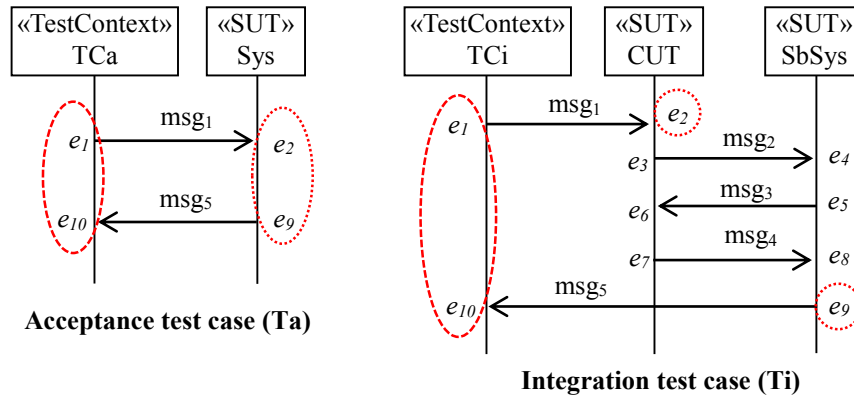 «TestContext»
TCa
«SUT»
Sys
e1
msg1
e2
e10
msg5
e9
Acceptance test case (Ta)
«TestContext»
TCi
«SUT»
CUT
«SUT»
SbSys
e1
msg1
e2
e3
msg2
e4
e6
msg3
e5
e7
msg4
e8
e10
msg5
e9
Integration test case (Ti)